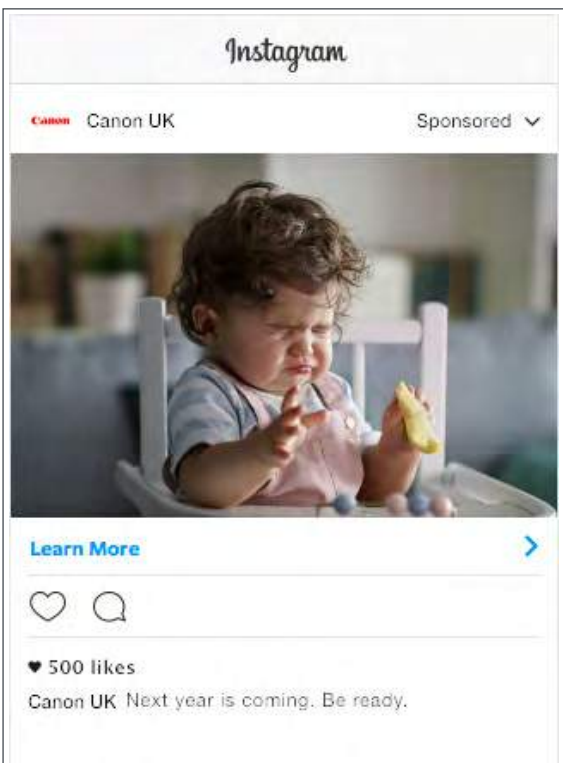 Instagram
Canon Canon UK Sponsored
Learn More
500 likes
Canon UK Next year is coming. Be ready.